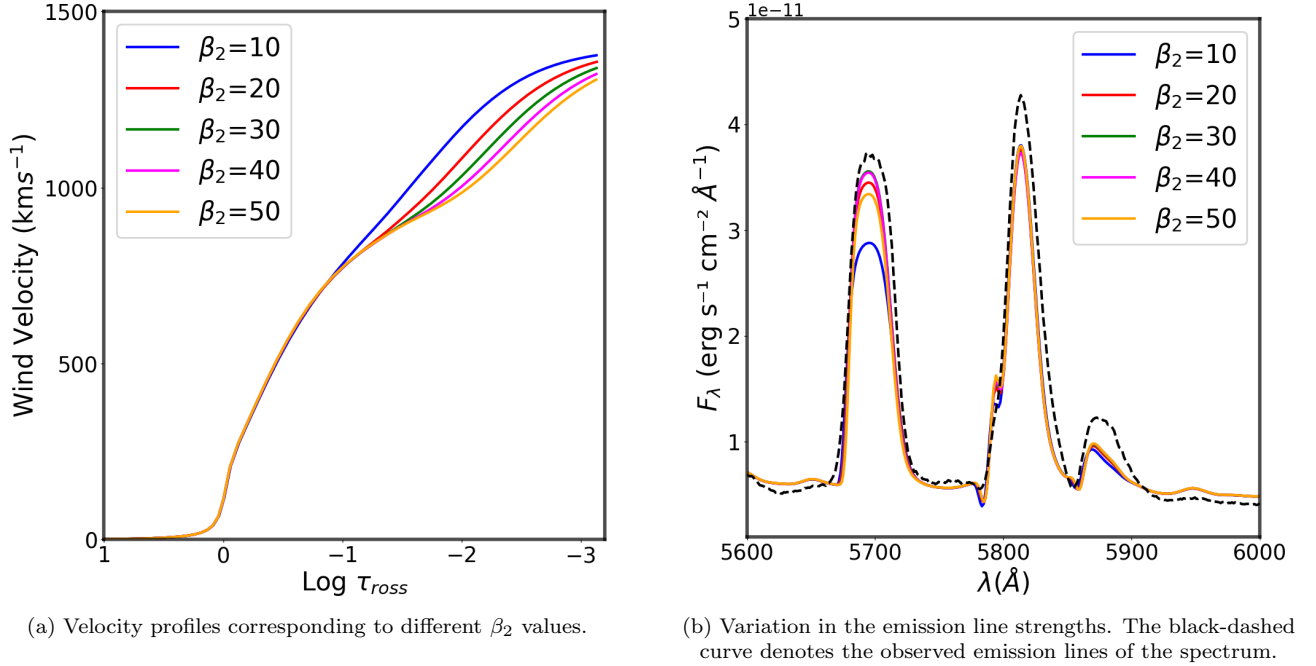 1500
1000
500
0
Wind Velocity (kms⁻¹)
β₂=10
β₂=20
β₂=30
β₂=40
β₂=50
1
0
−1
−2
−3
Log τ_ross
(a) Velocity profiles corresponding to different β₂ values.
1e−11
5
4
3
2
1
F_λ (erg s⁻¹ cm⁻² Å⁻¹)
β₂=10
β₂=20
β₂=30
β₂=40
β₂=50
5600
5700
5800
5900
6000
λ(Å)
(b) Variation in the emission line strengths. The black-dashed
curve denotes the observed emission lines of the spectrum.